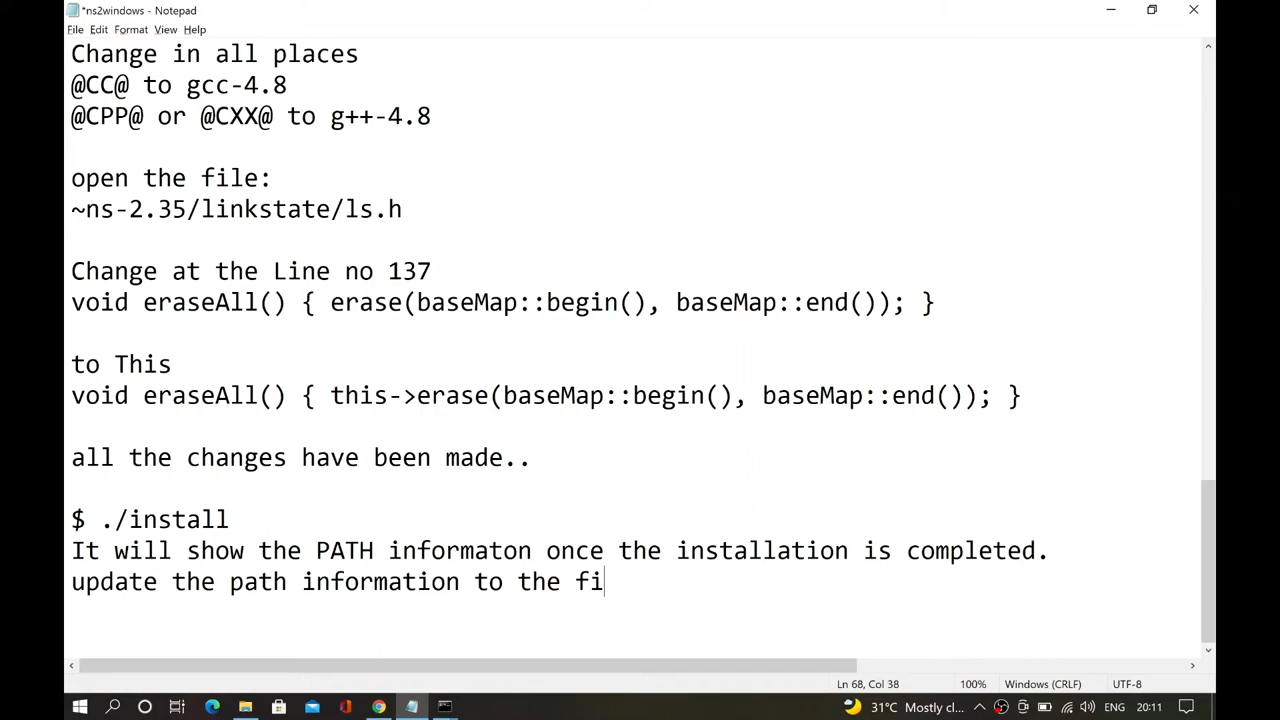 *ns2windows - Notepad
File Edit Format View Help
Change in all places
@CC@ to gcc-4.8
@CPP@ or @CXX@ to g++-4.8
open the file:
~ns-2.35/linkstate/ls.h
Change at the Line no 137
void eraseAll() { erase(baseMap::begin(), baseMap::end()); }
to This
void eraseAll() { this->erase(baseMap::begin(), baseMap::end()); }
all the changes have been made..
$ ./install
It will show the PATH informaton once the installation is completed.
update the path information to the fi
Ln 68, Col 38 100% Windows (CRLF) UTF-8
31°C Mostly cl... ENG 20:11